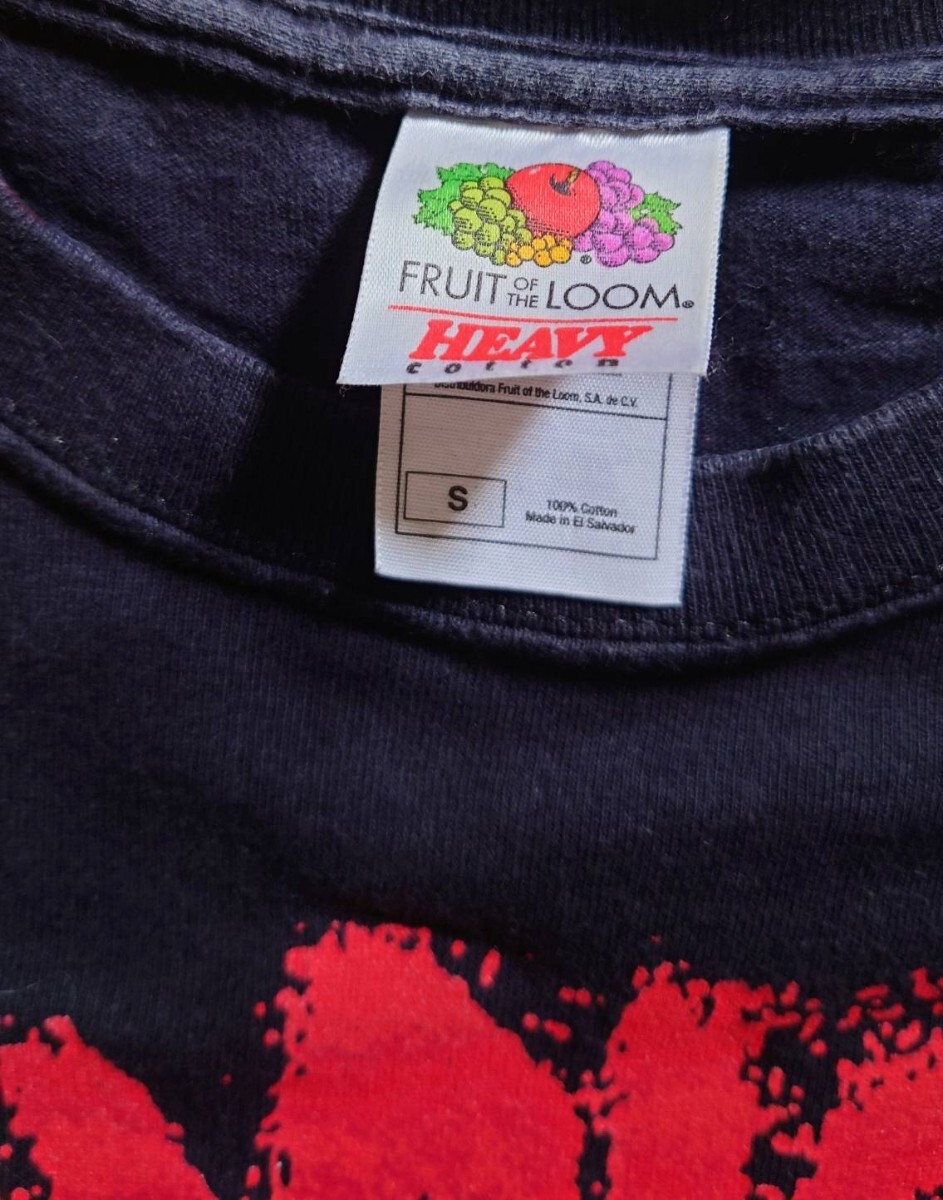 FRUIT OF THE LOOM®
HEAVY
cotton
Distribuidora Fruit of the Loom, S.A. de C.V.
S
100% Cotton
Made in El Salvador